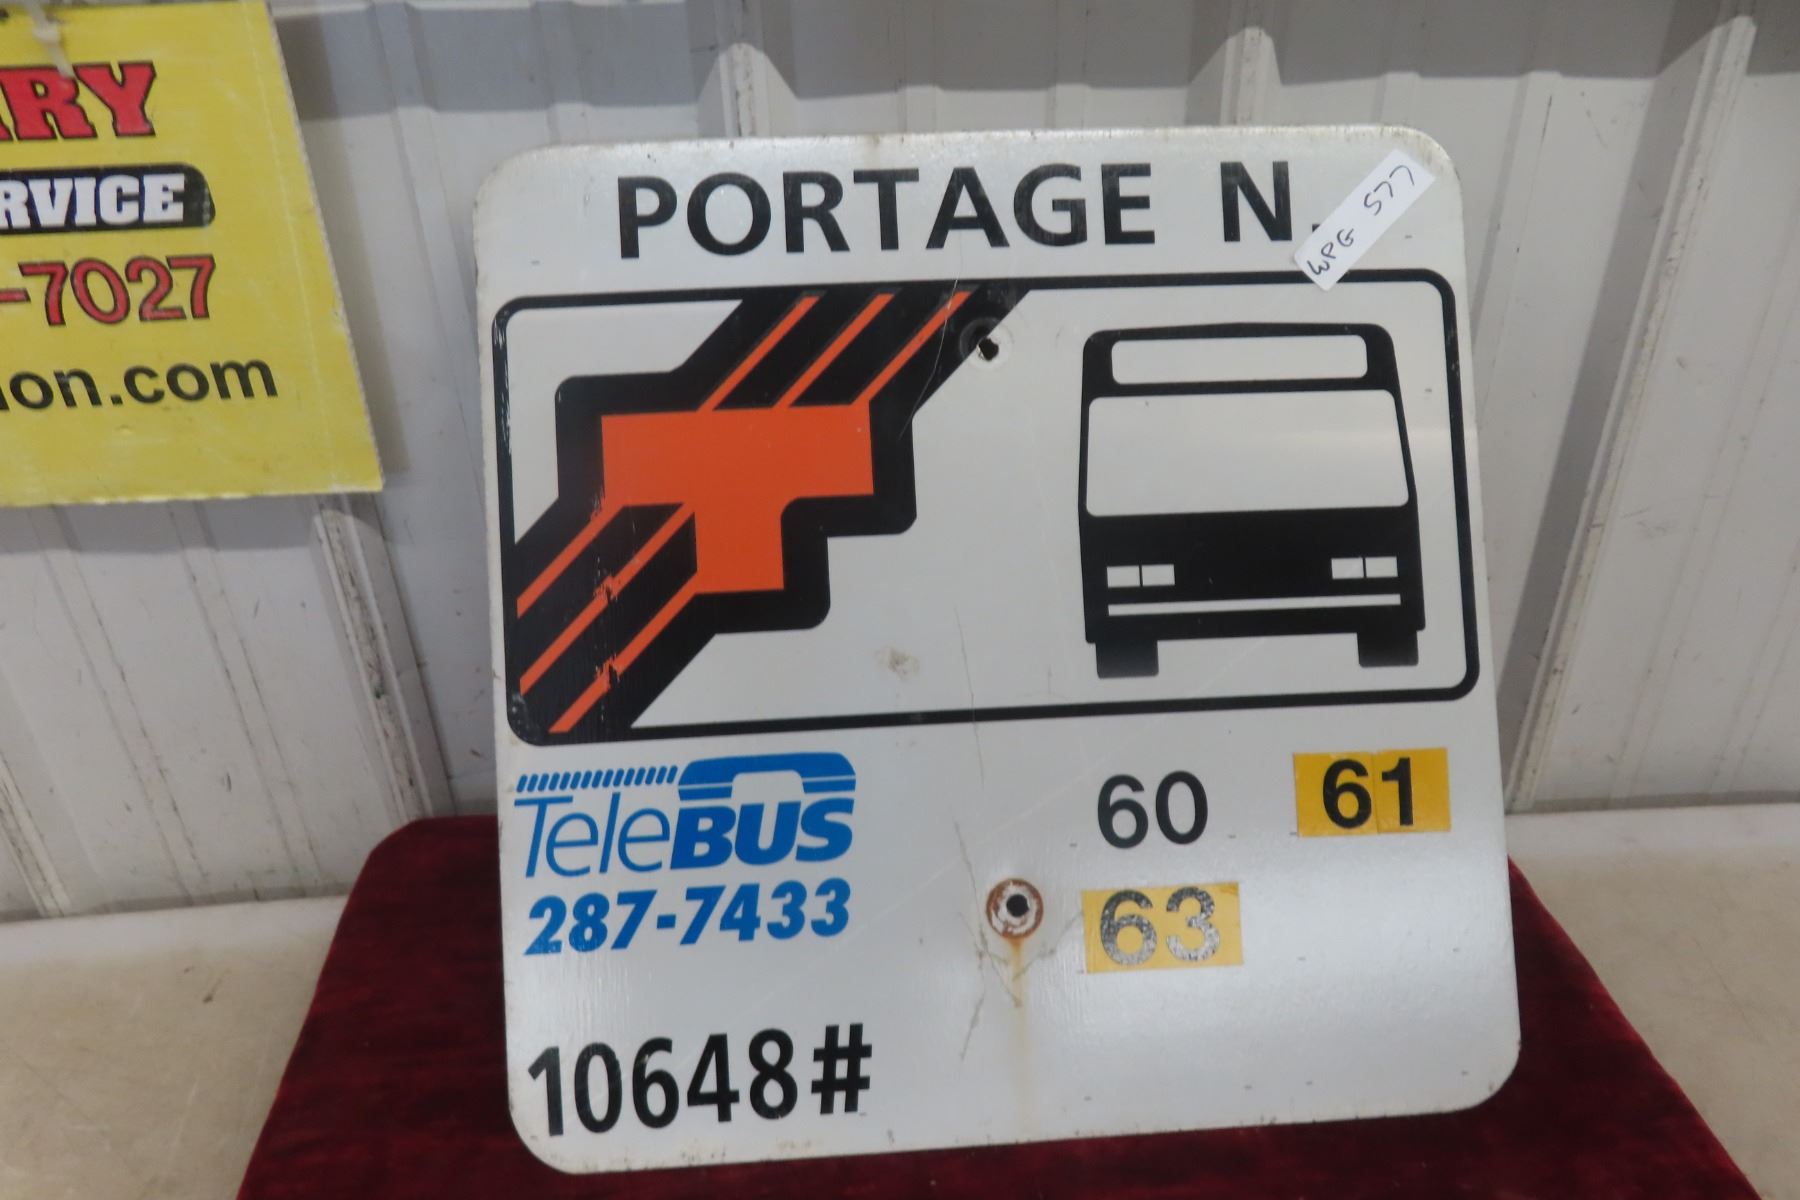 RY
RVICE
-7027
ion.com
PORTAGE N.
WPG 577
TeleBUS
287-7433
60 61
63
10648#